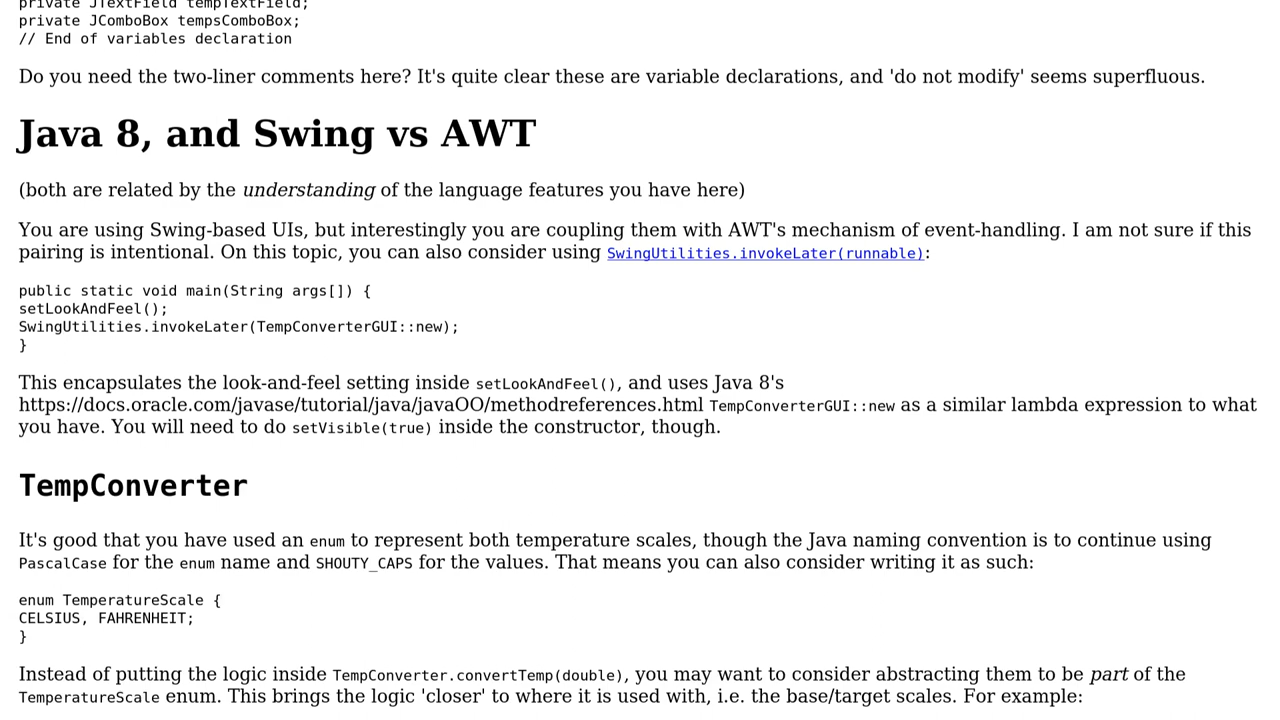 private JTextField tempTextField;
private JComboBox tempsComboBox;
// End of variables declaration
Do you need the two-liner comments here? It's quite clear these are variable declarations, and 'do not modify' seems superfluous.
Java 8, and Swing vs AWT
(both are related by the understanding of the language features you have here)
You are using Swing-based UIs, but interestingly you are coupling them with AWT's mechanism of event-handling. I am not sure if this
pairing is intentional. On this topic, you can also consider using SwingUtilities.invokeLater(runnable):
public static void main(String args[]) {
setLookAndFeel();
SwingUtilities.invokeLater(TempConverterGUI::new);
}
This encapsulates the look-and-feel setting inside setLookAndFeel(), and uses Java 8's
https://docs.oracle.com/javase/tutorial/java/javaOO/methodreferences.html TempConverterGUI::new as a similar lambda expression to what
you have. You will need to do setVisible(true) inside the constructor, though.
TempConverter
It's good that you have used an enum to represent both temperature scales, though the Java naming convention is to continue using
PascalCase for the enum name and SHOUTY_CAPS for the values. That means you can also consider writing it as such:
enum TemperatureScale {
CELSIUS, FAHRENHEIT;
}
Instead of putting the logic inside TempConverter.convertTemp(double), you may want to consider abstracting them to be part of the
TemperatureScale enum. This brings the logic 'closer' to where it is used with, i.e. the base/target scales. For example: